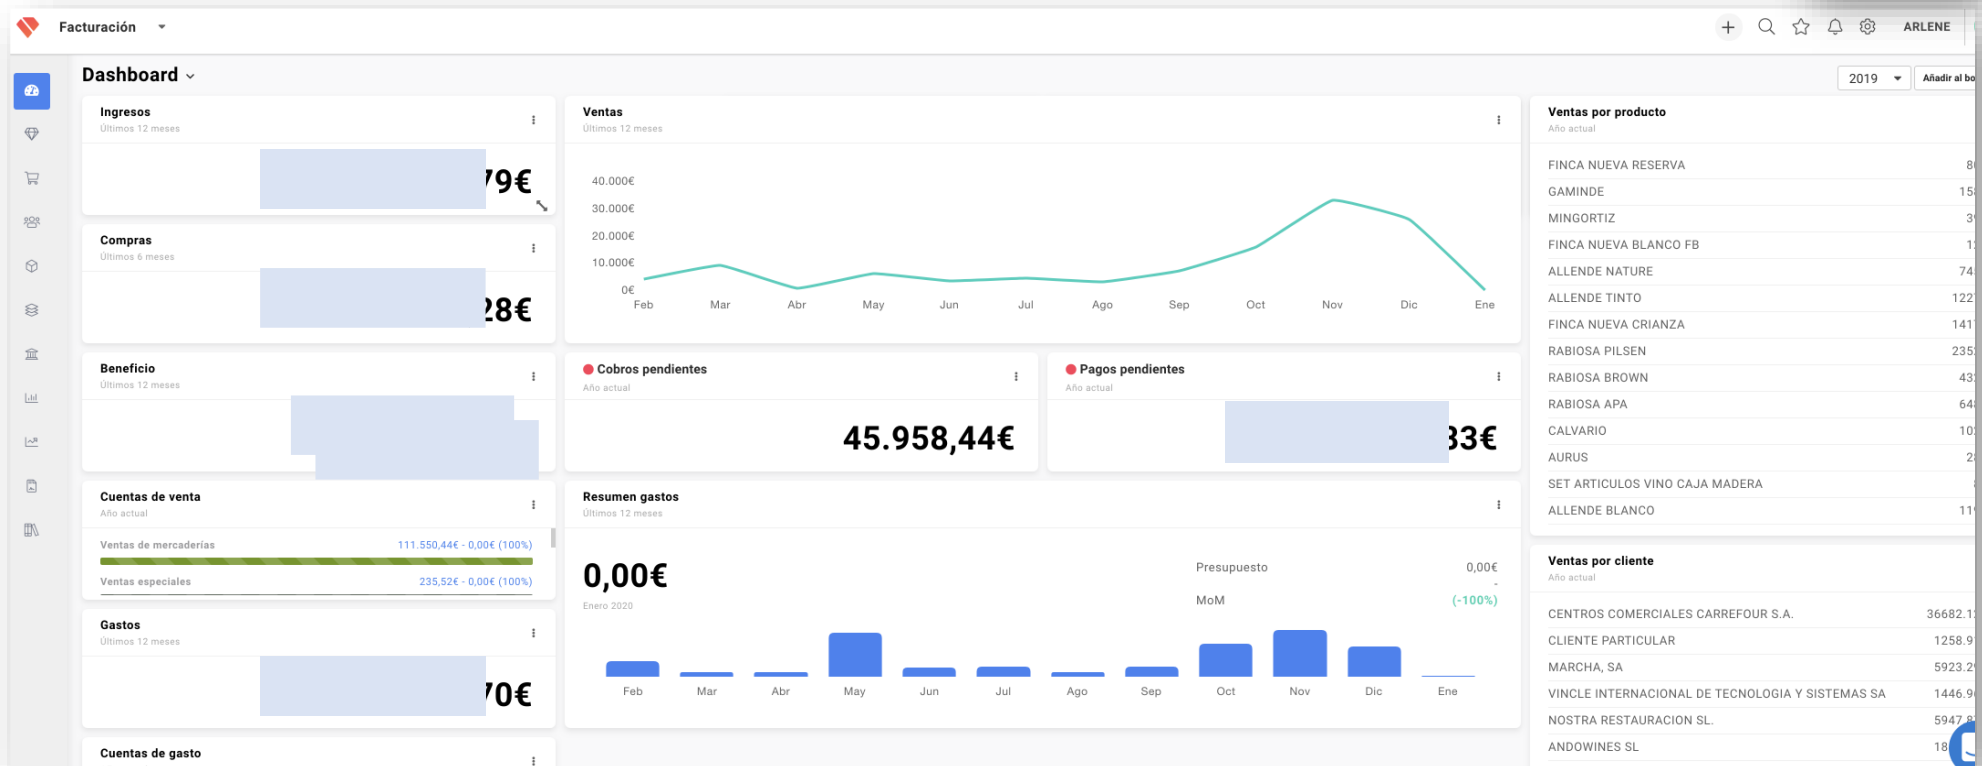 Facturación
ARLENE
Dashboard
2019
Añadir al bo
Ingresos
Últimos 12 meses
79€
Compras
Últimos 6 meses
28€
Beneficio
Últimos 12 meses
Cuentas de venta
Año actual
Ventas de mercaderías 111.550,44€ - 0,00€ (100%)
Ventas especiales 235,52€ - 0,00€ (100%)
Gastos
Últimos 12 meses
70€
Cuentas de gasto
Ventas
Últimos 12 meses
40.000€
30.000€
20.000€
10.000€
0€
Feb Mar Abr May Jun Jul Ago Sep Oct Nov Dic Ene
Cobros pendientes
Año actual
45.958,44€
Pagos pendientes
Año actual
33€
Resumen gastos
Últimos 12 meses
0,00€
Enero 2020
Presupuesto 0,00€
-
MoM (-100%)
Feb Mar Abr May Jun Jul Ago Sep Oct Nov Dic Ene
Ventas por producto
Año actual
FINCA NUEVA RESERVA
GAMINDE
MINGORTIZ
FINCA NUEVA BLANCO FB
ALLENDE NATURE
ALLENDE TINTO
FINCA NUEVA CRIANZA
RABIOSA PILSEN
RABIOSA BROWN
RABIOSA APA
CALVARIO
AURUS
SET ARTICULOS VINO CAJA MADERA
ALLENDE BLANCO
Ventas por cliente
Año actual
CENTROS COMERCIALES CARREFOUR S.A.
CLIENTE PARTICULAR
MARCHA, SA
VINCLE INTERNACIONAL DE TECNOLOGIA Y SISTEMAS SA
NOSTRA RESTAURACION SL.
ANDOWINES SL